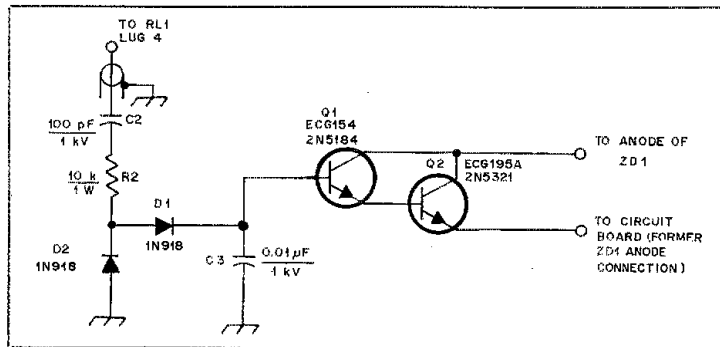 TO RL1
LUG 4
C2
100 pF
1 kV
10 k
1 W
R2
D1
1N918
D2
1N918
C3
0.01µF
1 kV
Q1
ECG154
2N5184
Q2
ECG195A
2N5321
TO ANODE OF
ZD1
TO CIRCUIT
BOARD (FORMER
ZD1 ANODE
CONNECTION)